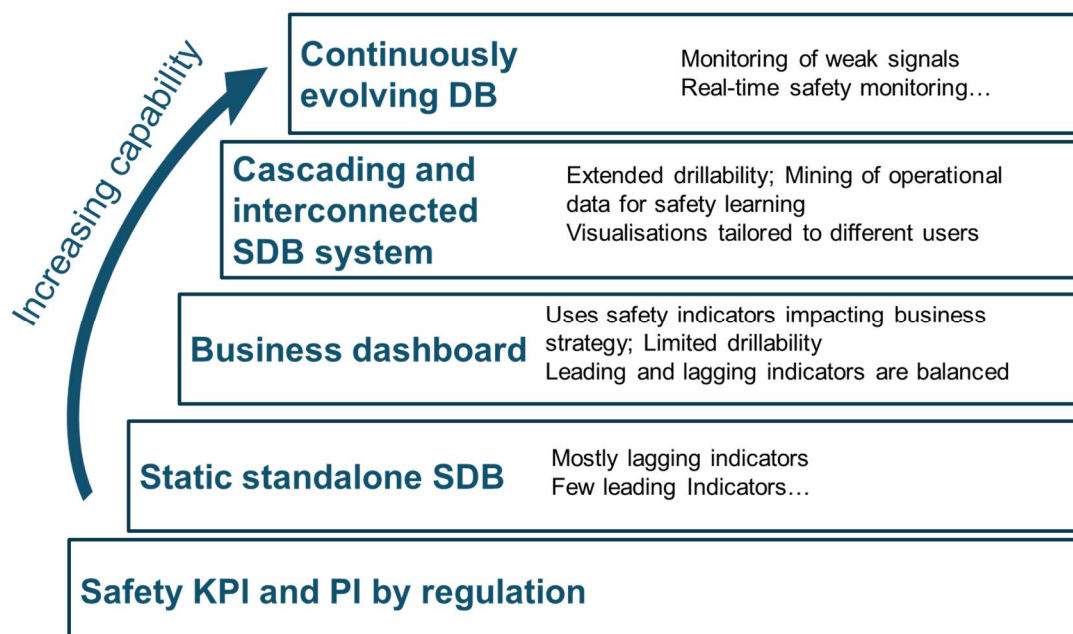 Increasing capability
Continuously
evolving DB
Monitoring of weak signals
Real-time safety monitoring…
Cascading and
interconnected
SDB system
Extended drillability; Mining of operational
data for safety learning
Visualisations tailored to different users
Business dashboard
Uses safety indicators impacting business
strategy; Limited drillability
Leading and lagging indicators are balanced
Static standalone SDB
Mostly lagging indicators
Few leading Indicators…
Safety KPI and PI by regulation